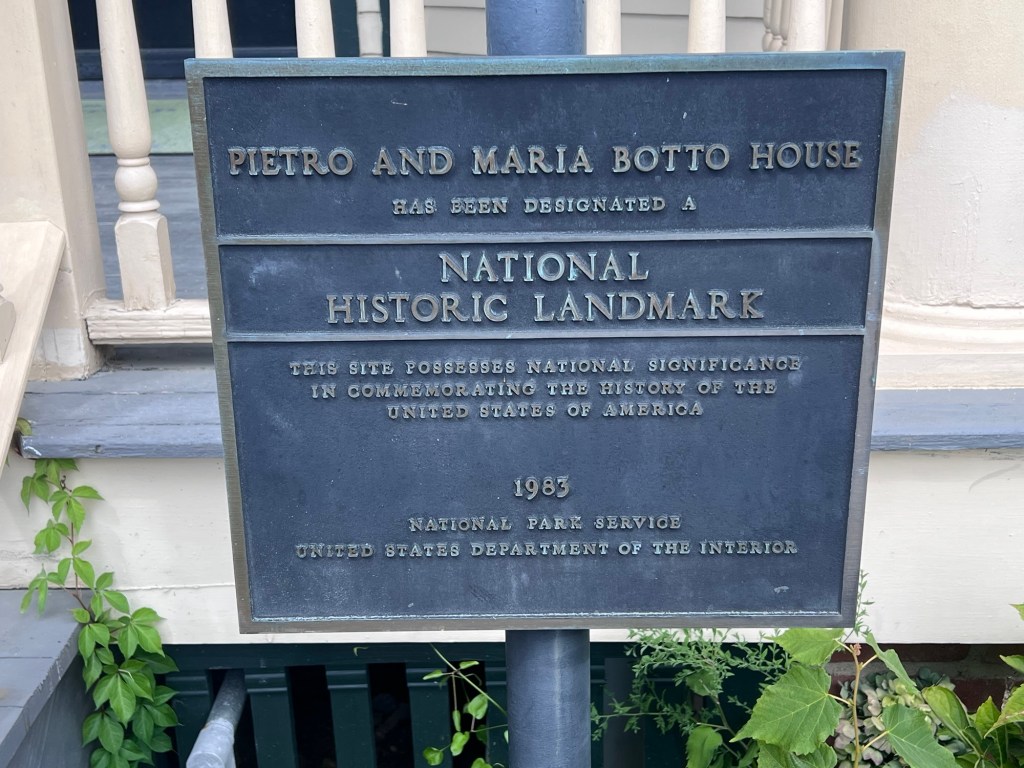 PIETRO AND MARIA BOTTO HOUSE
HAS BEEN DESIGNATED A
NATIONAL
HISTORIC LANDMARK
THIS SITE POSSESSES NATIONAL SIGNIFICANCE
IN COMMEMORATING THE HISTORY OF THE
UNITED STATES OF AMERICA
1983
NATIONAL PARK SERVICE
UNITED STATES DEPARTMENT OF THE INTERIOR